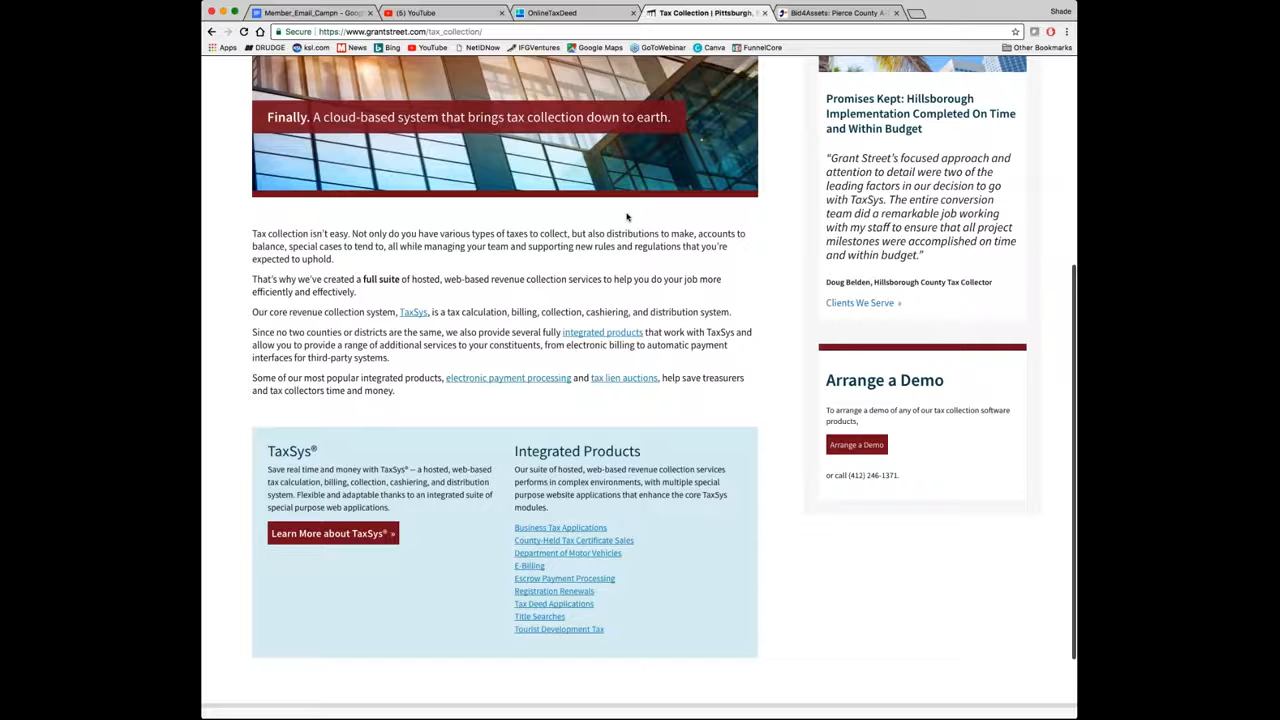 Member_Email_Campn - Goog
(5) YouTube
OnlineTaxDeed
Tax Collection | Pittsburgh,
Bid4Assets: Pierce County A-
Shade
Secure | https://www.grantstreet.com/tax_collection/
Apps DRUDGE ksl.com News Bing YouTube NetIDNow IFGVentures Google Maps GoToWebinar Canva FunnelCore Other Bookmarks
Finally. A cloud-based system that brings tax collection down to earth.
Tax collection isn't easy. Not only do you have various types of taxes to collect, but also distributions to make, accounts to
balance, special cases to tend to, all while managing your team and supporting new rules and regulations that you're
expected to uphold.
That's why we've created a full suite of hosted, web-based revenue collection services to help you do your job more
efficiently and effectively.
Our core revenue collection system, TaxSys, is a tax calculation, billing, collection, cashiering, and distribution system.
Since no two counties or districts are the same, we also provide several fully integrated products that work with TaxSys and
allow you to provide a range of additional services to your constituents, from electronic billing to automatic payment
interfaces for third-party systems.
Some of our most popular integrated products, electronic payment processing and tax lien auctions, help save treasurers
and tax collectors time and money.
TaxSys®
Save real time and money with TaxSys® – a hosted, web-based
tax calculation, billing, collection, cashiering, and distribution
system. Flexible and adaptable thanks to an integrated suite of
special purpose web applications.
Learn More about TaxSys® »
Integrated Products
Our suite of hosted, web-based revenue collection services
performs in complex environments, with multiple special
purpose website applications that enhance the core TaxSys
modules.
Business Tax Applications
County-Held Tax Certificate Sales
Department of Motor Vehicles
E-Billing
Escrow Payment Processing
Registration Renewals
Tax Deed Applications
Title Searches
Tourist Development Tax
Promises Kept: Hillsborough
Implementation Completed On Time
and Within Budget
“Grant Street’s focused approach and
attention to detail were two of the
leading factors in our decision to go
with TaxSys. The entire conversion
team did a remarkable job working
with my staff to ensure that all project
milestones were accomplished on time
and within budget.”
Doug Belden, Hillsborough County Tax Collector
Clients We Serve »
Arrange a Demo
To arrange a demo of any of our tax collection software
products,
Arrange a Demo
or call (412) 246-1371.